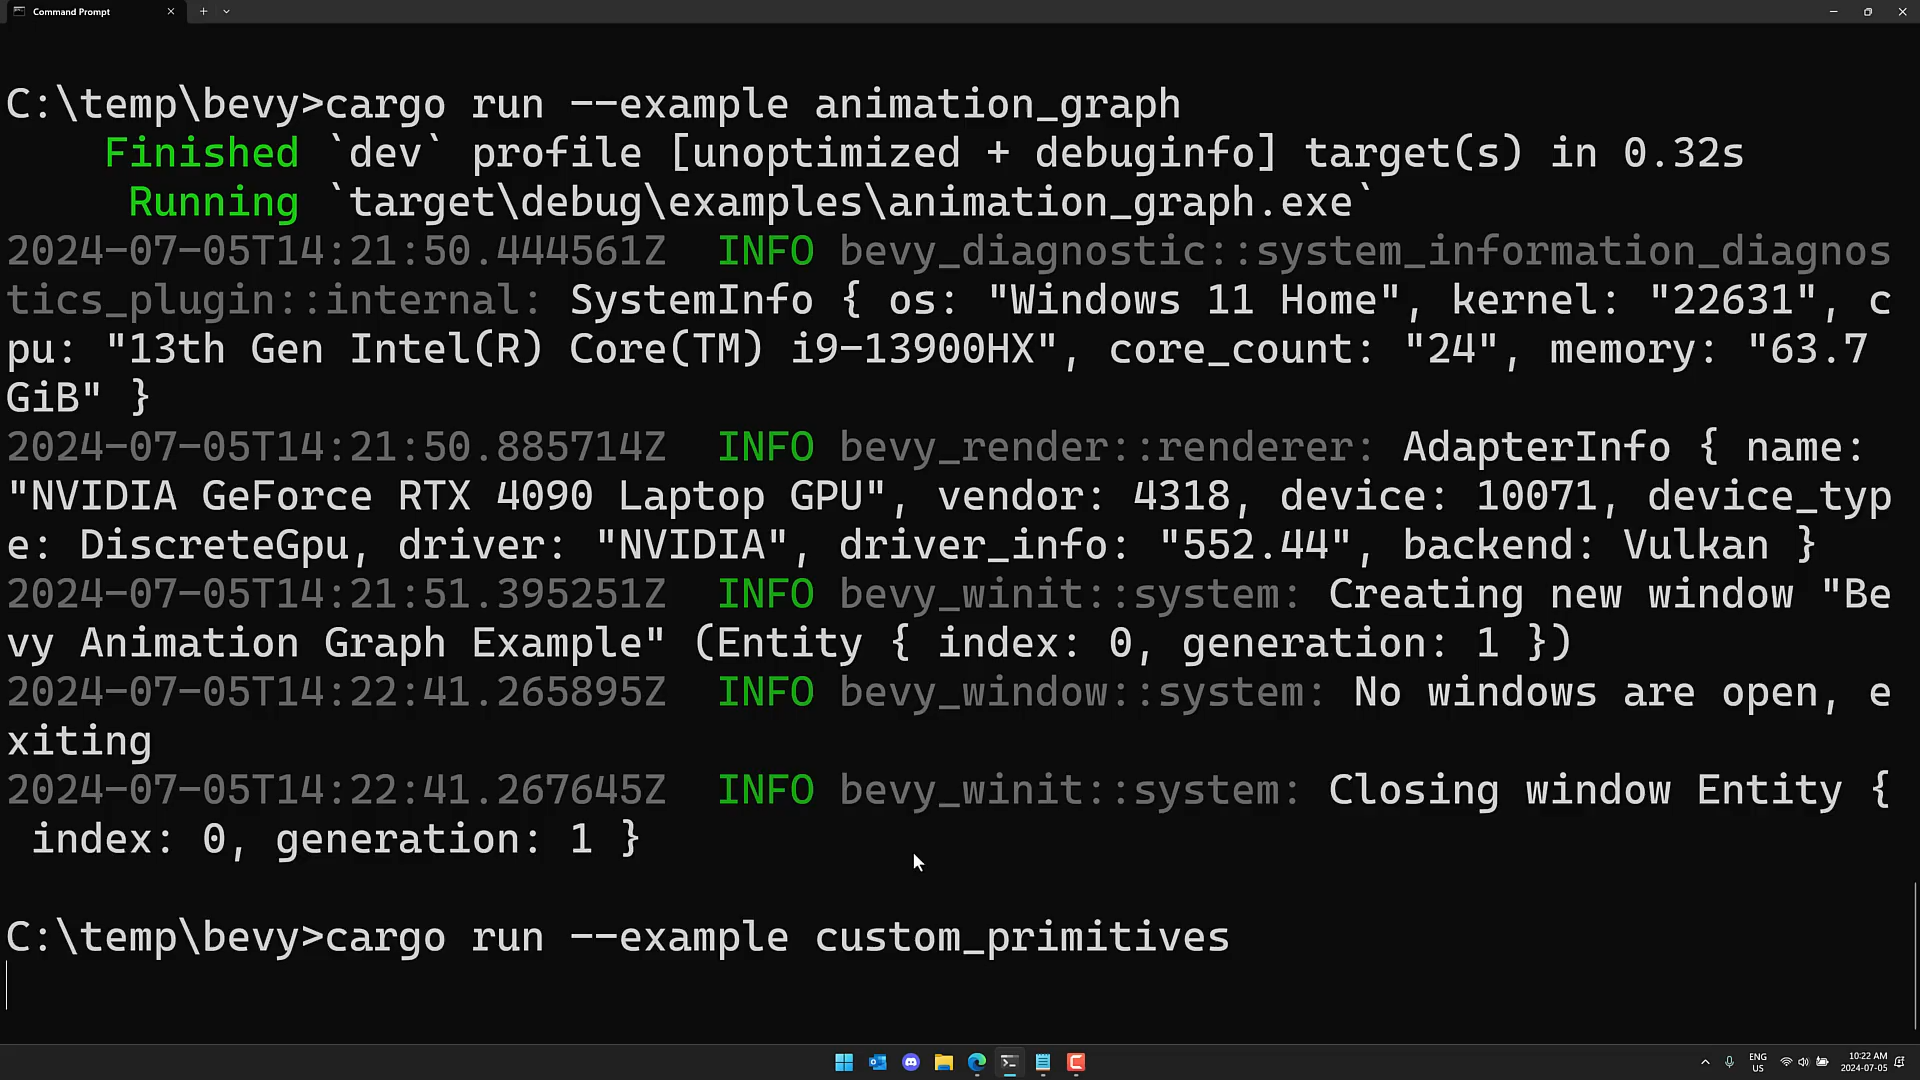 Command Prompt
C:\temp\bevy>cargo run --example animation_graph
Finished `dev` profile [unoptimized + debuginfo] target(s) in 0.32s
Running `target\debug\examples\animation_graph.exe`
2024-07-05T14:21:50.444561Z  INFO bevy_diagnostic::system_information_diagnos
tics_plugin::internal: SystemInfo { os: "Windows 11 Home", kernel: "22631", c
pu: "13th Gen Intel(R) Core(TM) i9-13900HX", core_count: "24", memory: "63.7
GiB" }
2024-07-05T14:21:50.885714Z  INFO bevy_render::renderer: AdapterInfo { name:
"NVIDIA GeForce RTX 4090 Laptop GPU", vendor: 4318, device: 10071, device_typ
e: DiscreteGpu, driver: "NVIDIA", driver_info: "552.44", backend: Vulkan }
2024-07-05T14:21:51.395251Z  INFO bevy_winit::system: Creating new window "Be
vy Animation Graph Example" (Entity { index: 0, generation: 1 })
2024-07-05T14:22:41.265895Z  INFO bevy_window::system: No windows are open, e
xiting
2024-07-05T14:22:41.267645Z  INFO bevy_winit::system: Closing window Entity {
index: 0, generation: 1 }
C:\temp\bevy>cargo run --example custom_primitives
ENG
US
10:22 AM
2024-07-05